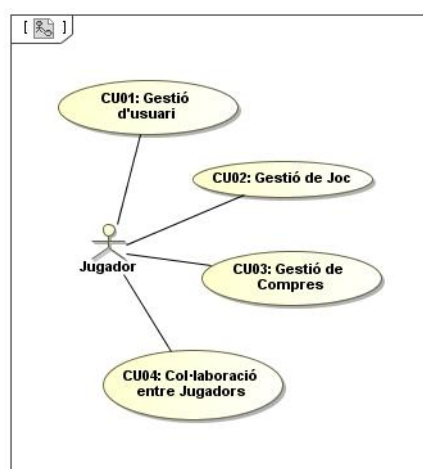 CU01: Gestió
d'usuari
CU02: Gestió de Joc
Jugador
CU03: Gestió de
Compres
CU04: Col·laboració
entre Jugadors